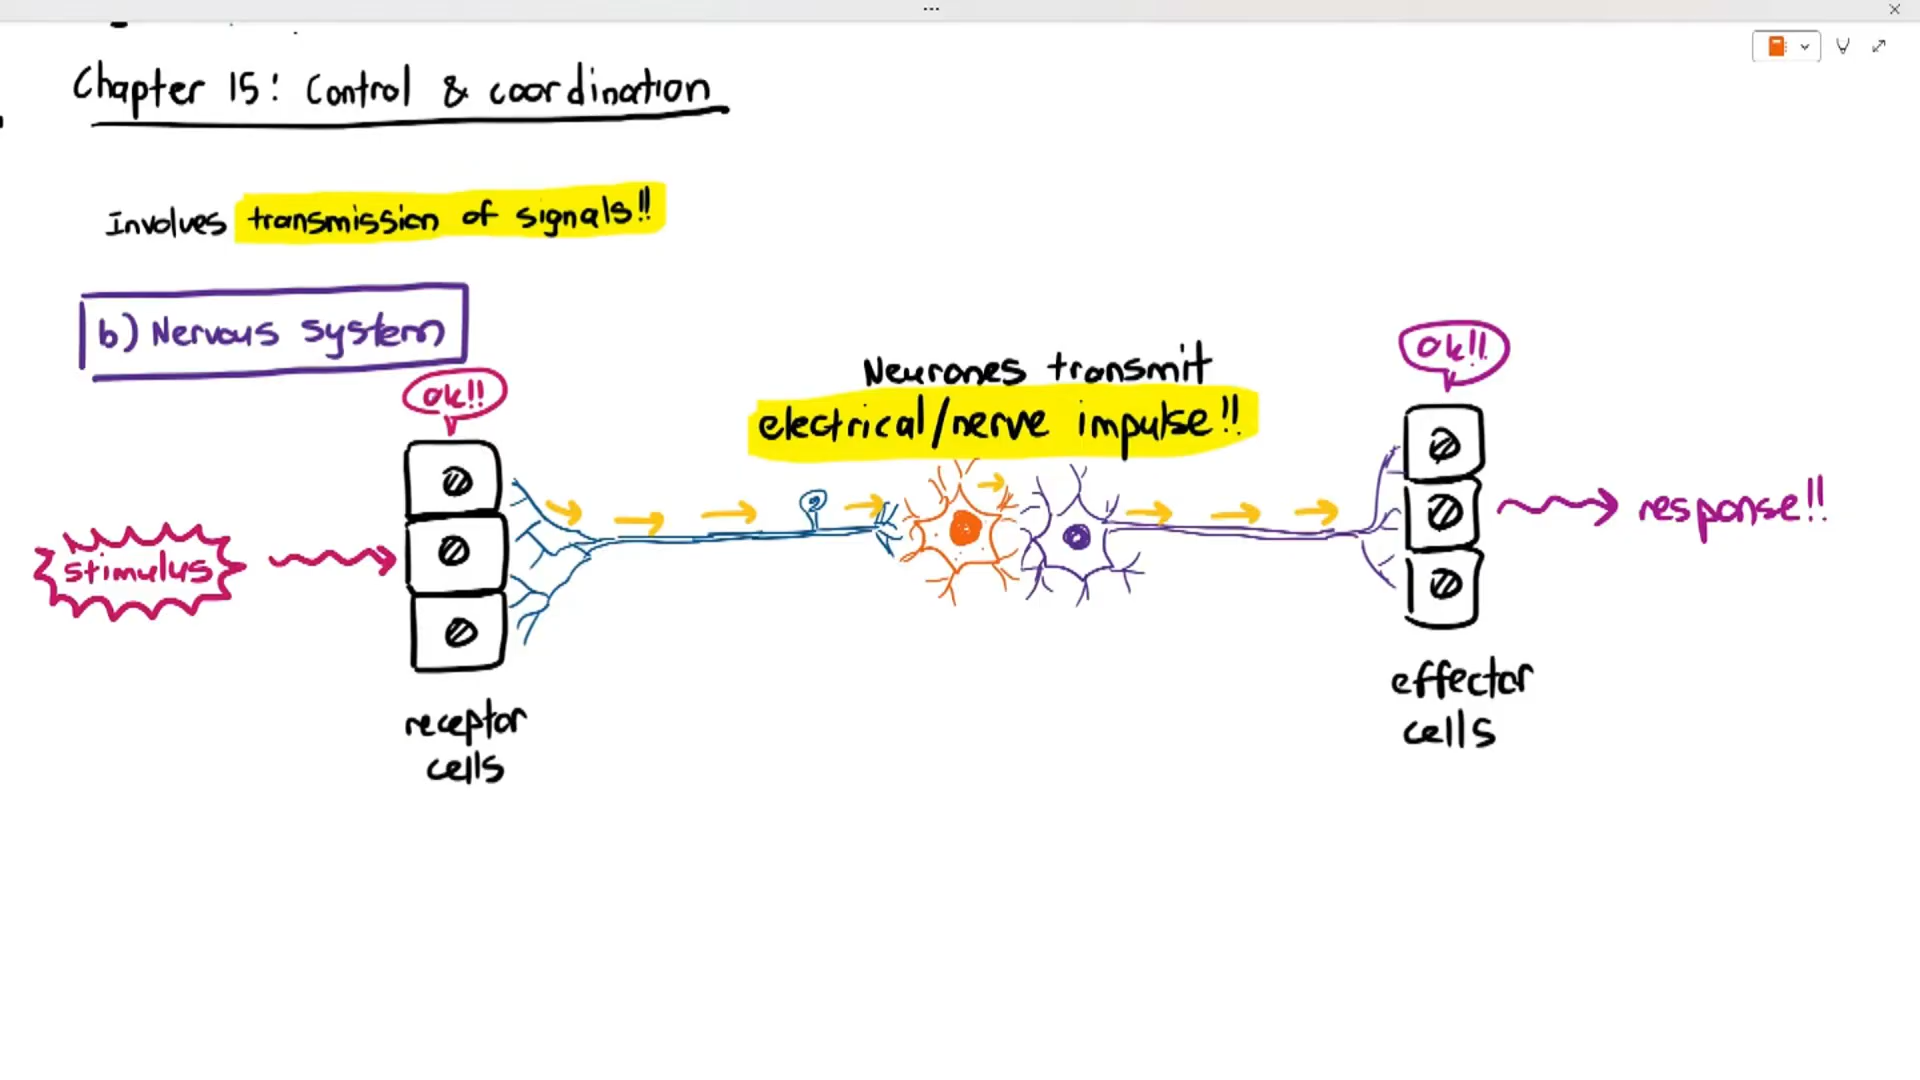 Chapter 15: Control & coordination
Involves transmission of signals!!
b) Nervous system
ok!!
ok!!
Neurones transmit
electrical/nerve impulse!!
stimulus
response!!
receptor
cells
effector
cells